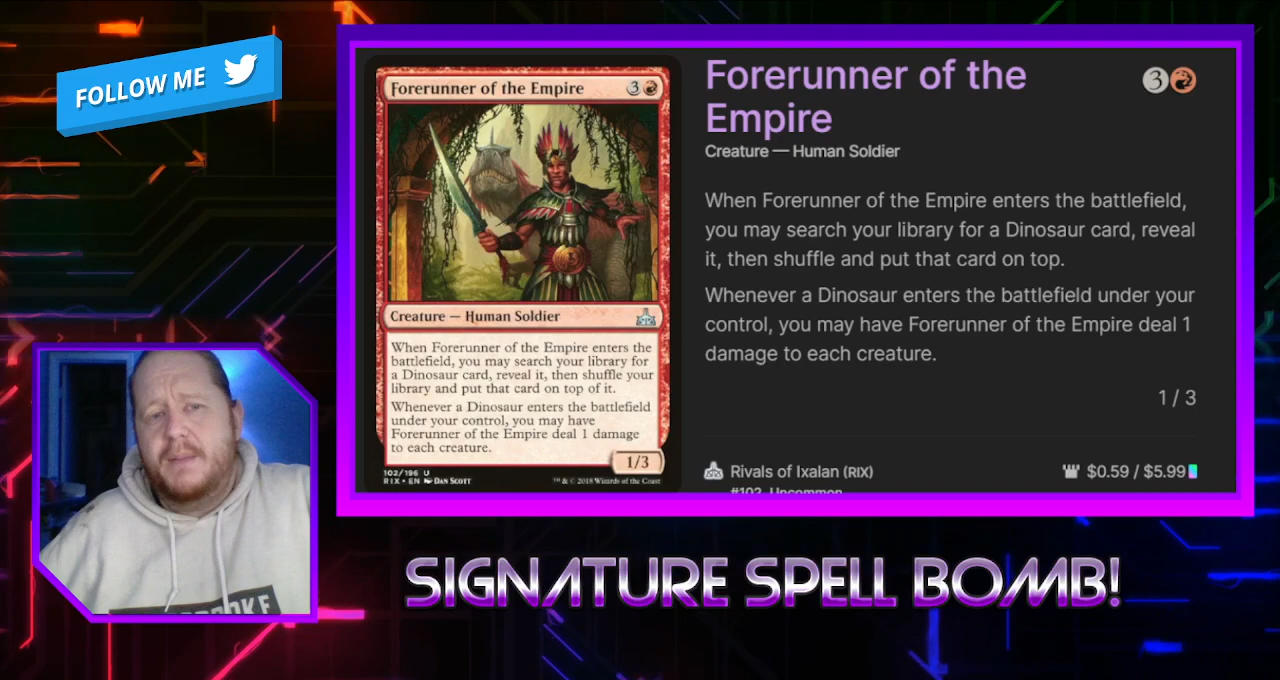 FOLLOW ME
Forerunner of the Empire 3
Creature — Human Soldier
When Forerunner of the Empire enters the
battlefield, you may search your library for
a Dinosaur card, reveal it, then shuffle your
library and put that card on top of it.
Whenever a Dinosaur enters the battlefield
under your control, you may have
Forerunner of the Empire deal 1 damage
to each creature.
1/3
102/196 U
RIX • EN DAN SCOTT
™ & © 2018 Wizards of the Coast
Forerunner of the
Empire
3
Creature — Human Soldier
When Forerunner of the Empire enters the battlefield,
you may search your library for a Dinosaur card, reveal
it, then shuffle and put that card on top.
Whenever a Dinosaur enters the battlefield under your
control, you may have Forerunner of the Empire deal 1
damage to each creature.
1 / 3
Rivals of Ixalan (RIX)
$0.59 / $5.99
#102, Uncommon
SIGNATURE SPELL BOMB!